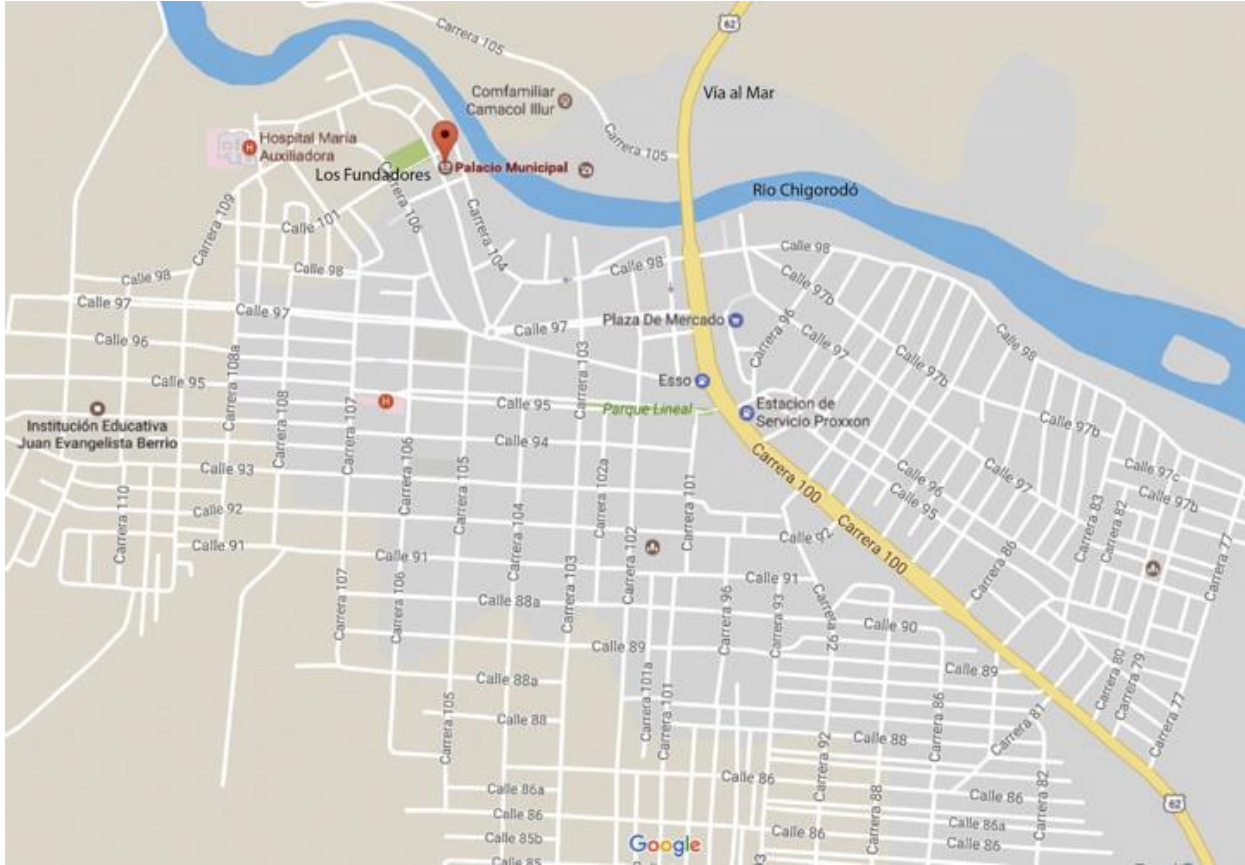 62
Carrera 105
Vía al Mar
Comfamiliar
Camacol Illur
Hospital María
Auxiliadora
Carrera 105
Los Fundadores
Palacio Municipal
Rio Chigorodó
Carrera 109
Calle 101
Carrera 106
Carrera 104
Calle 98
Calle 98
Calle 98
Calle 98
Calle 97
Calle 97
Calle 97
Plaza De Mercado
Carrera 96
Calle 97b
Calle 97
Calle 97b
Calle 98
Calle 96
Carrera 108a
Carrera 103
Esso
Calle 95
Calle 95
Parque Lineal
Estacion de
Servicio Proxxon
Carrera 108
Carrera 107
Institución Educativa
Juan Evangelista Berrio
Calle 94
Calle 97b
Carrera 106
Carrera 105
Calle 93
Carrera 102a
Carrera 101
Carrera 100
Calle 96
Calle 97
Calle 97c
Calle 97b
Carrera 110
Calle 92
Carrera 104
Calle 95
Carrera 83
Carrera 82
Carrera 77
Calle 91
Calle 91
Carrera 102
Calle 92
Carrera 100
Carrera 86
Carrera 107
Carrera 106
Carrera 103
Calle 91
Calle 88a
Carrera 96
Carrera 93
Carrera 92
Calle 90
Calle 89
Calle 89
Carrera 80
Carrera 79
Calle 88a
Carrera 105
Carrera 101a
Carrera 101
Carrera 86
Carrera 81
Carrera 77
Calle 88
Calle 88
Carrera 92
Calle 86
Carrera 88
Carrera 82
Calle 86a
Calle 86
62
Calle 86
Calle 86
Calle 86a
Calle 85b
Google
Calle 86
Calle 85